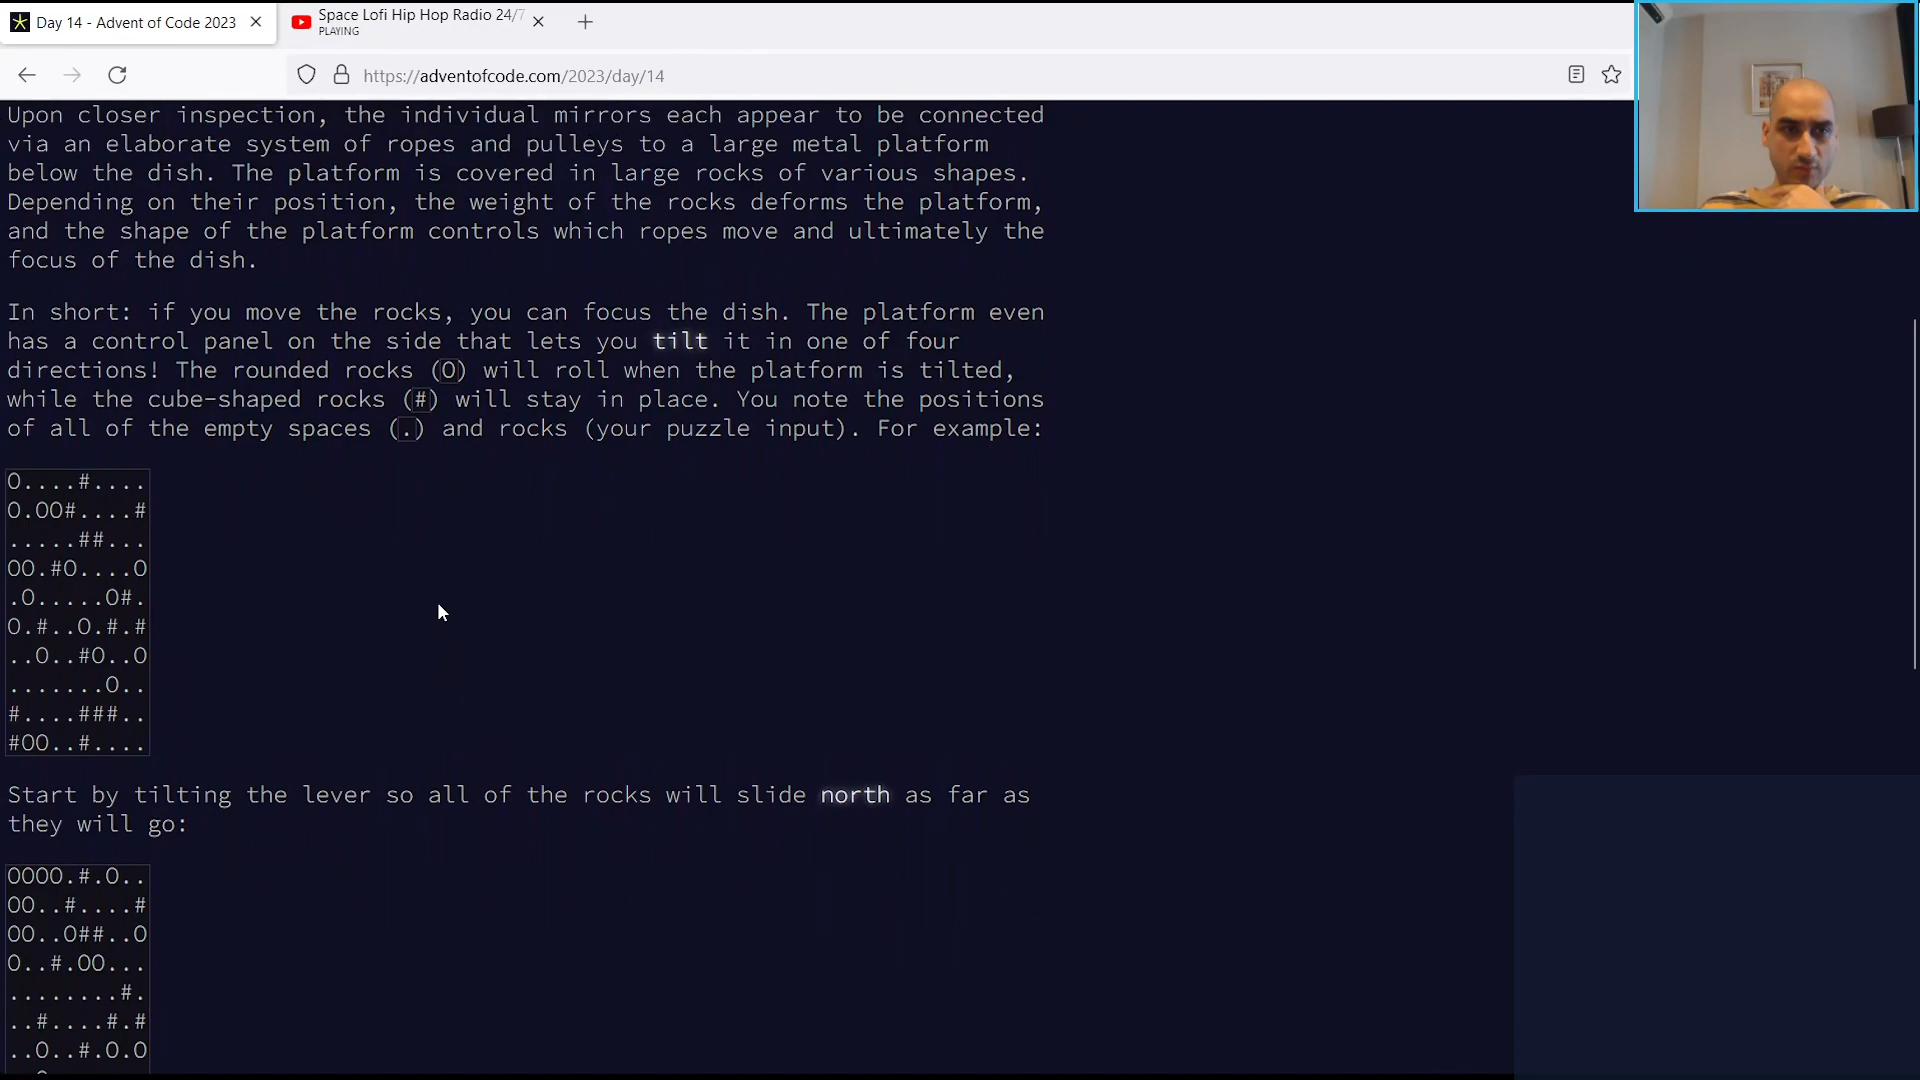 Day 14 - Advent of Code 2023
Space Lofi Hip Hop Radio 24/7
PLAYING
https://adventofcode.com/2023/day/14
Upon closer inspection, the individual mirrors each appear to be connected
via an elaborate system of ropes and pulleys to a large metal platform
below the dish. The platform is covered in large rocks of various shapes.
Depending on their position, the weight of the rocks deforms the platform,
and the shape of the platform controls which ropes move and ultimately the
focus of the dish.
In short: if you move the rocks, you can focus the dish. The platform even
has a control panel on the side that lets you tilt it in one of four
directions! The rounded rocks (O) will roll when the platform is tilted,
while the cube-shaped rocks (#) will stay in place. You note the positions
of all of the empty spaces (.) and rocks (your puzzle input). For example:
O....#....
O.OO#....#
.....##...
OO.#O....O
.O.....O#.
O.#..O.#.#
..O..#O..O
.......O..
#....###..
#OO..#....
Start by tilting the lever so all of the rocks will slide north as far as
they will go:
OOOO.#.O..
OO..#....#
OO..O##..O
O..#.OO...
........#.
..#....#.#
..O..#.O.O